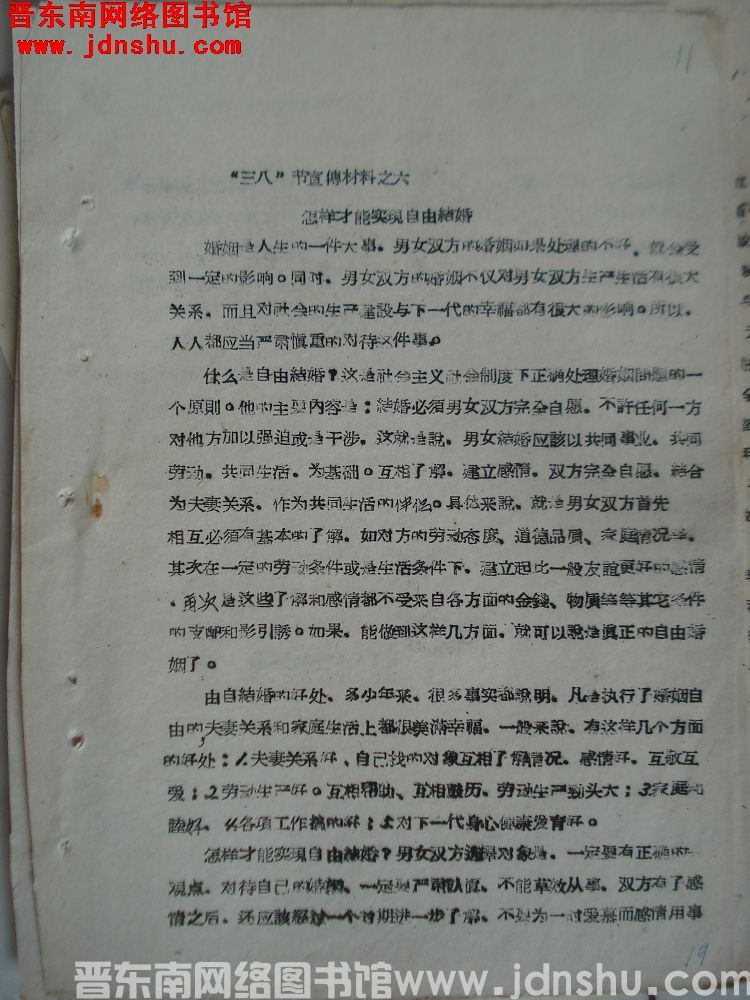 晋东南网络图书馆
www.jdnshu.com
11
“三八”节宣傳材料之六
怎样才能实現自由結婚
婚姻是人生的一件大事。男女双方的婚姻如果处理的不好，就会受
到一定的影响。同时，男女双方的婚姻不仅对男女双方生产生活有很大
关系，而且对社会的生产建設与下一代的幸福都有很大的影响。所以，
人人都应当严肃慎重的对待这件事。
什么是自由結婚？这是社会主义社会制度下正确处理婚姻問題的一
个原則。他的主要内容是：結婚必須男女双方完全自愿，不許任何一方
对他方加以强迫或是干涉。这就是說，男女結婚应該以共同事业，共同
劳动，共同生活，为基础。互相了解，建立感情，双方完全自愿，結合
为夫妻关系，作为共同生活的伴侣。具体来說，就是男女双方首先
相互必須有基本的了解，如对方的劳动态度、道德品质、家庭情况等。
其次在一定的劳动条件或是生活条件下，建立起比一般友誼更好的感情
，再次是这些了解和感情都不受来自各方面的金錢、物质等等其它条件
的支配和影引誘。如果，能做到这样几方面，就可以說是眞正的自由婚
姻了。
由自結婚的好处，多少年来，很多事实都說明，凡是执行了婚姻自
由的夫妻关系和家庭生活上都很美满幸福。一般来說，有这样几个方面
的好处：1夫妻关系好，自己找的对象互相了解情况，感情好，互敬互
爱；2劳动生产好。互相帮助、互相鼓历，劳动生产劲头大；3家庭和
睦好，4各項工作搞的好；5对下一代身心健康发育好。
怎样才能实現自由結婚？男女双方选择对象是，一定要有正确的
观点，对待自己的婚姻，一定要严肃认真，不能草效从事，双方有了感
情之后，还应該經过一个时期进一步了解，不要为一时爱慕而感情用事
19
晋东南网络图书馆www.jdnshu.com